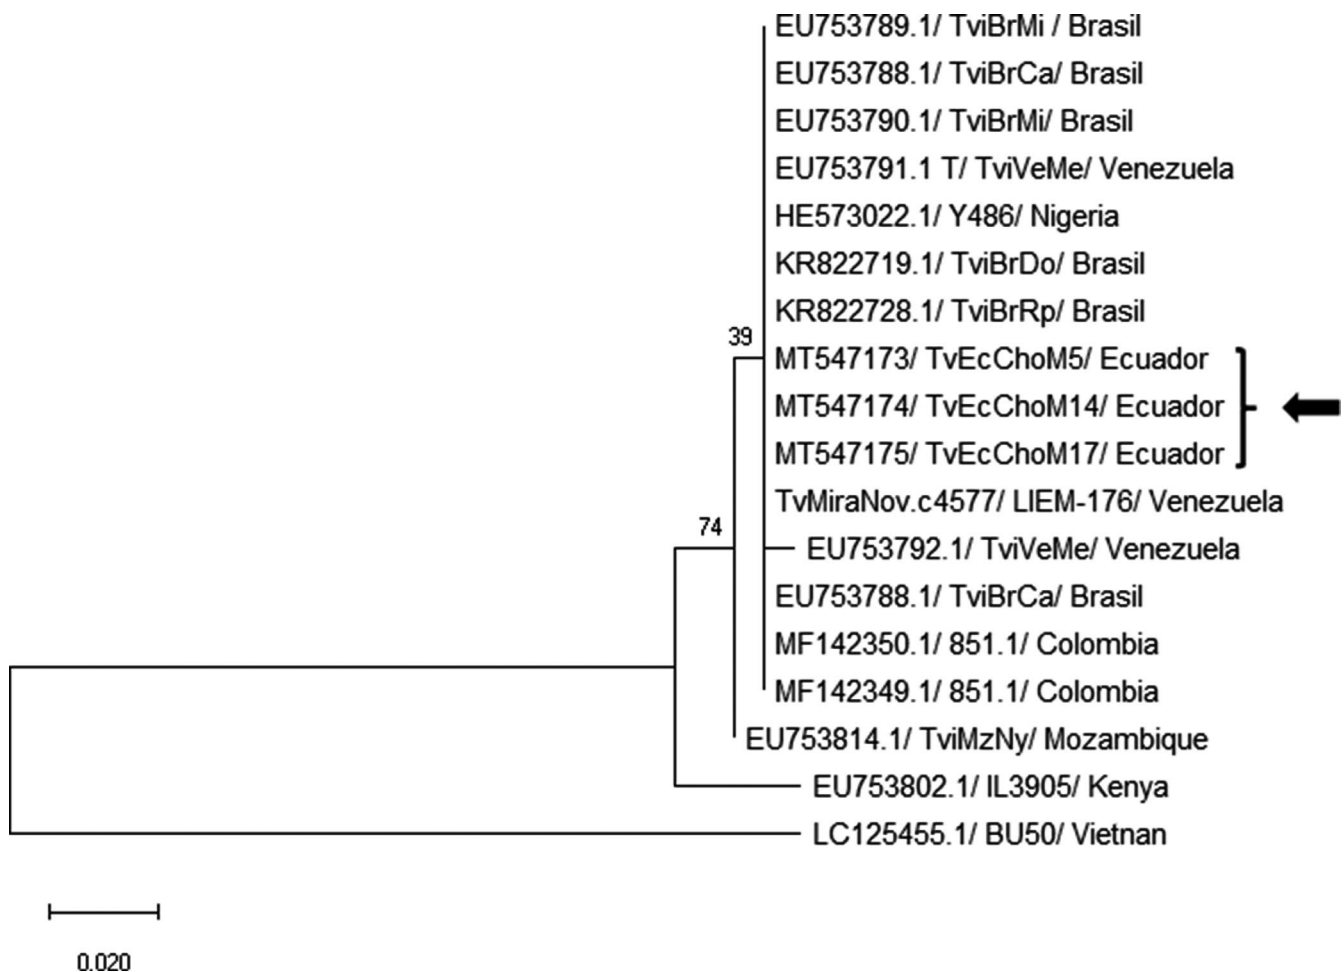 EU753789.1/ TviBrMi / Brasil
EU753788.1/ TviBrCa/ Brasil
EU753790.1/ TviBrMi/ Brasil
EU753791.1 T/ TviVeMe/ Venezuela
HE573022.1/ Y486/ Nigeria
KR822719.1/ TviBrDo/ Brasil
KR822728.1/ TviBrRp/ Brasil
39
MT547173/ TvEcChoM5/ Ecuador
MT547174/ TvEcChoM14/ Ecuador
MT547175/ TvEcChoM17/ Ecuador
TvMiraNov.c4577/ LIEM-176/ Venezuela
74
EU753792.1/ TviVeMe/ Venezuela
EU753788.1/ TviBrCa/ Brasil
MF142350.1/ 851.1/ Colombia
MF142349.1/ 851.1/ Colombia
EU753814.1/ TviMzNy/ Mozambique
EU753802.1/ IL3905/ Kenya
LC125455.1/ BU50/ Vietnan
0.020